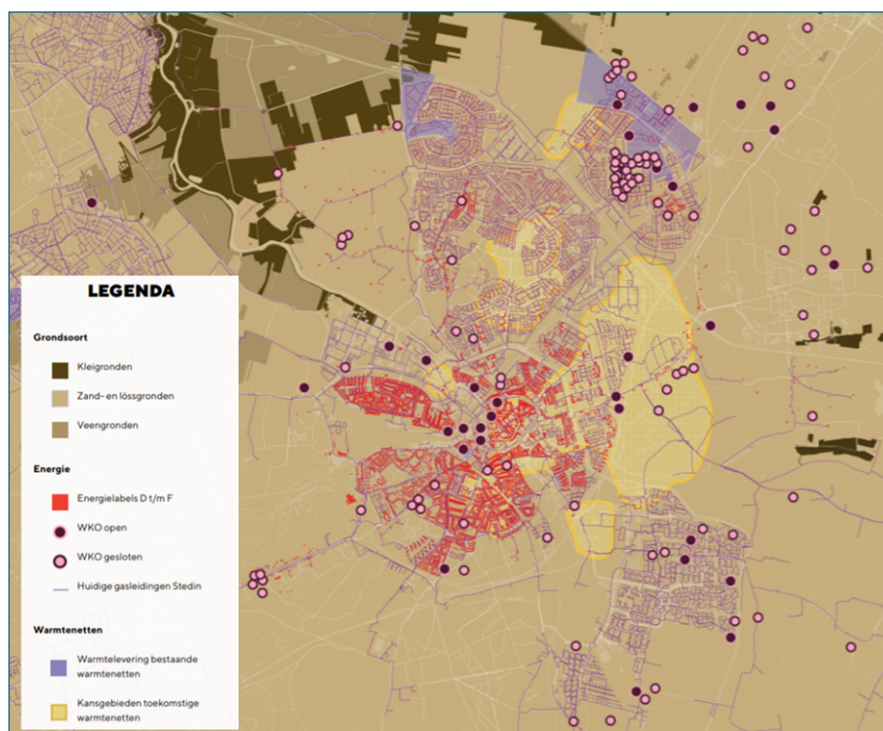 LEGENDA
Grondsoort
Kleigronden
Zand- en lössgronden
Veengronden
Energie
Energielabels D t/m F
WKO open
WKO gesloten
Huidige gasleidingen Stedin
Warmtenetten
Warmtelevering bestaande
warmtenetten
Kansgebieden toekomstige
warmtenetten